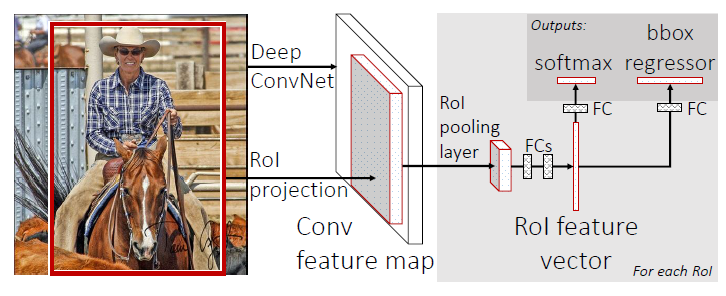 Deep
ConvNet
RoI
projection
Conv
feature map
RoI
pooling
layer
FCs
Outputs:
softmax
bbox
regressor
FC
FC
RoI feature
vector
For each RoI